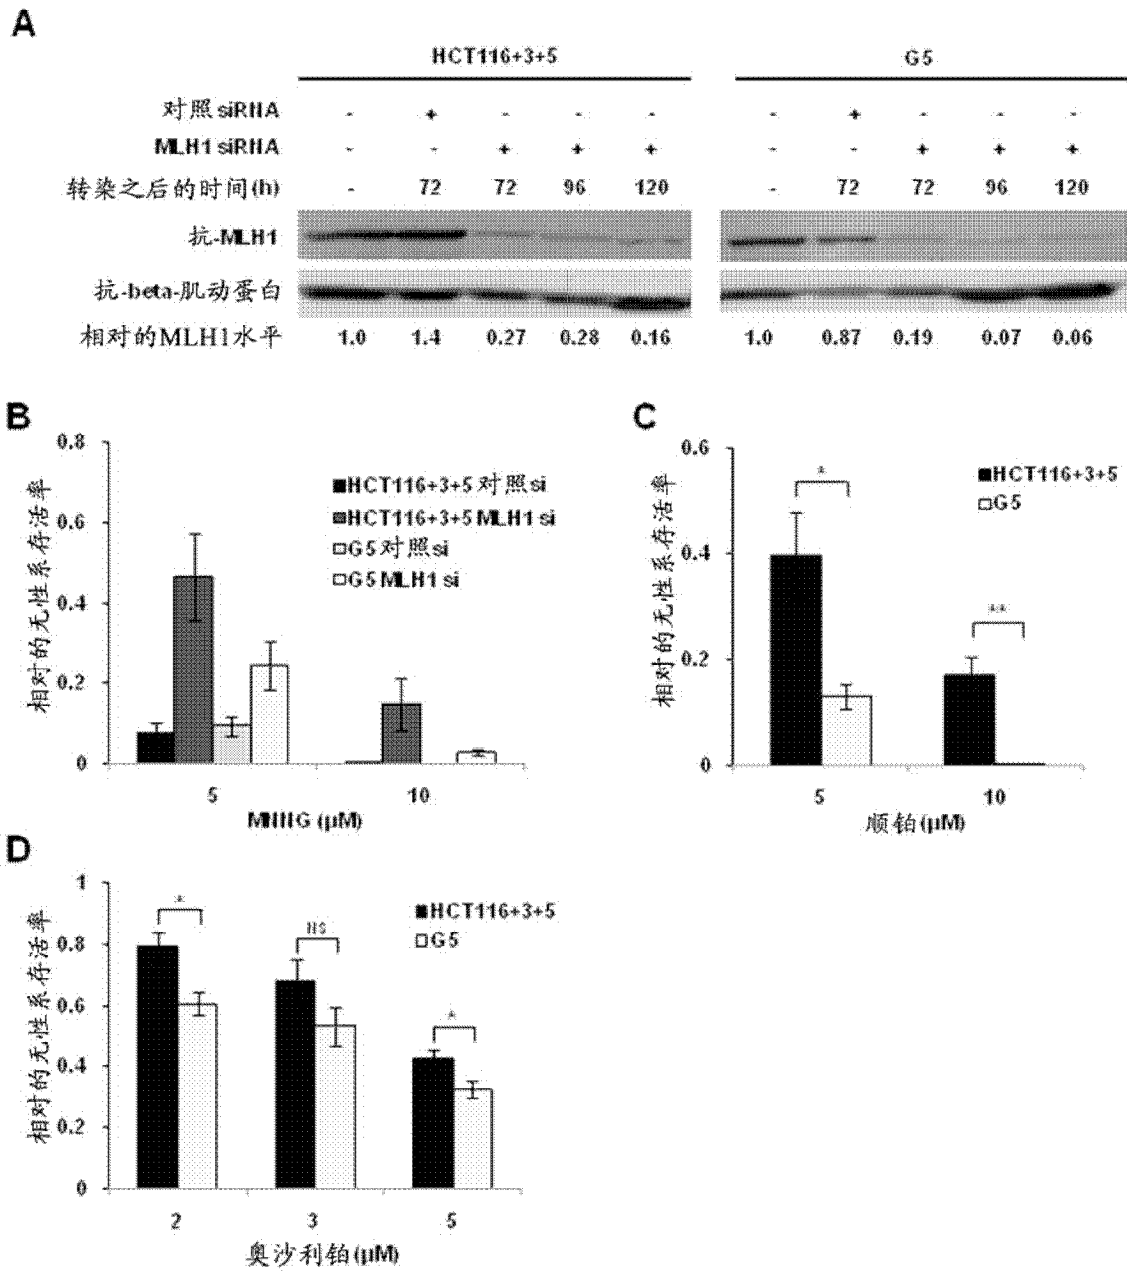 A
HCT116+3+5 G5
对照siRNA - + - - - - + - - -
MLH1 siRNA - - + + + - - + + +
转染之后的时间(h) - 72 72 96 120 - 72 72 96 120
抗-MLH1
抗-beta-肌动蛋白
相对的MLH1水平 1.0 1.4 0.27 0.28 0.16 1.0 0.87 0.19 0.07 0.06
B
相对的无性系存活率
0.8
0.6
0.4
0.2
0
HCT116+3+5 对照si
HCT116+3+5 MLH1 si
G5 对照si
G5 MLH1 si
5 10
MNNG (µM)
C
相对的无性系存活率
0.6
0.4
0.2
0
HCT116+3+5
G5
*
**
5 10
顺铂(µM)
D
相对的无性系存活率
1
0.8
0.6
0.4
0.2
0
HCT116+3+5
G5
*
NS
*
2 3 5
奥沙利铂(µM)